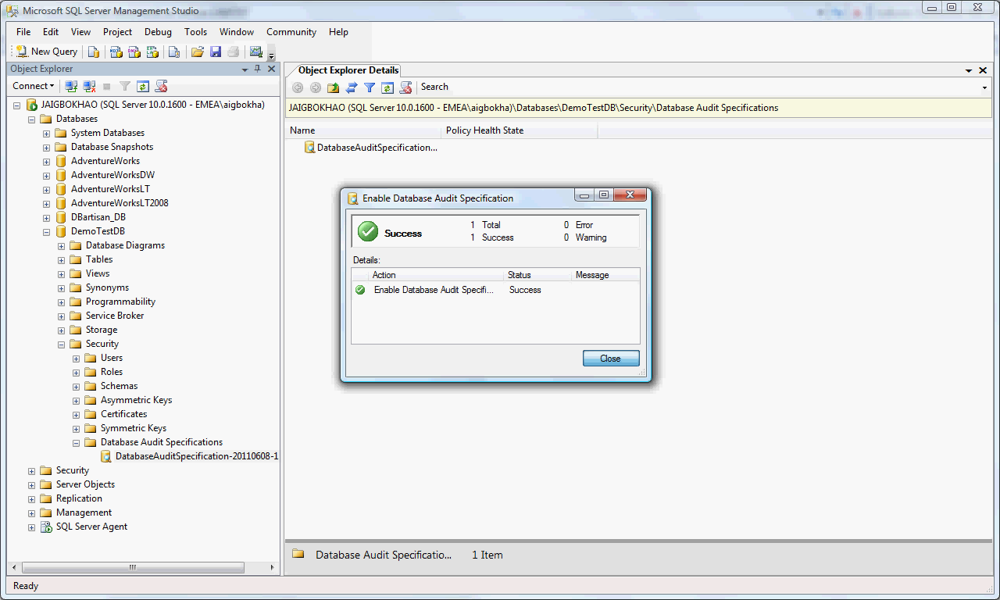 Microsoft SQL Server Management Studio
File Edit View Project Debug Tools Window Community Help
New Query
Object Explorer
Connect
JAIGBOKHAO (SQL Server 10.0.1600 - EMEA\aigbokha)
Databases
System Databases
Database Snapshots
AdventureWorks
AdventureWorksDW
AdventureWorksLT
AdventureWorksLT2008
DBartisan_DB
DemoTestDB
Database Diagrams
Tables
Views
Synonyms
Programmability
Service Broker
Storage
Security
Users
Roles
Schemas
Asymmetric Keys
Certificates
Symmetric Keys
Database Audit Specifications
DatabaseAuditSpecification-20110608-1
Security
Server Objects
Replication
Management
SQL Server Agent
Object Explorer Details
Search
JAIGBOKHAO (SQL Server 10.0.1600 - EMEA\aigbokha)\Databases\DemoTestDB\Security\Database Audit Specifications
Name Policy Health State
DatabaseAuditSpecification...
Enable Database Audit Specification
Success
1 Total 0 Error
1 Success 0 Warning
Details:
Action Status Message
Enable Database Audit Specifi... Success
Close
Database Audit Specificatio... 1 Item
Ready